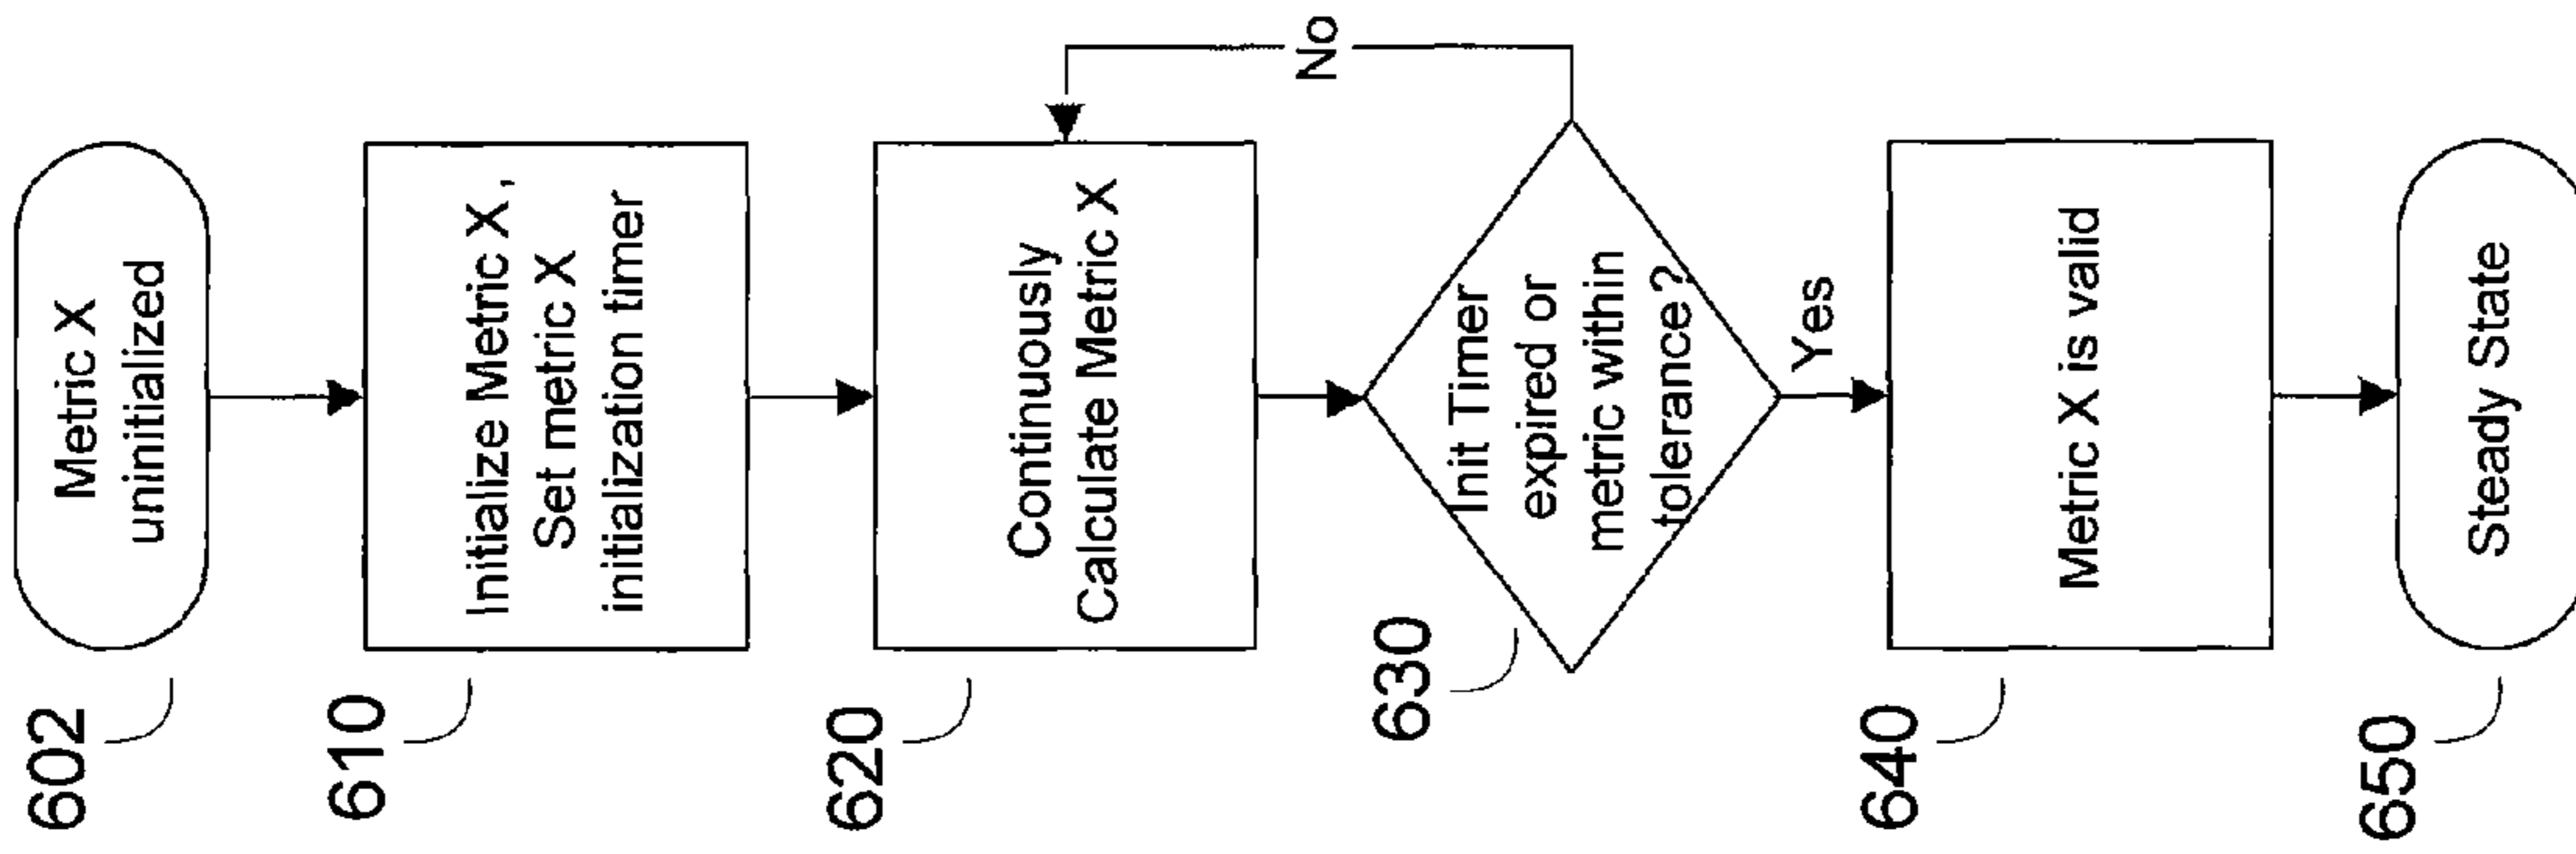 602
Metric X
uninitialized
610
Initialize Metric X,
Set metric X
initialization timer
620
Continuously
Calculate Metric X
630
Init Timer
expired or
metric within
tolerance?
No
Yes
640
Metric X is valid
650
Steady State